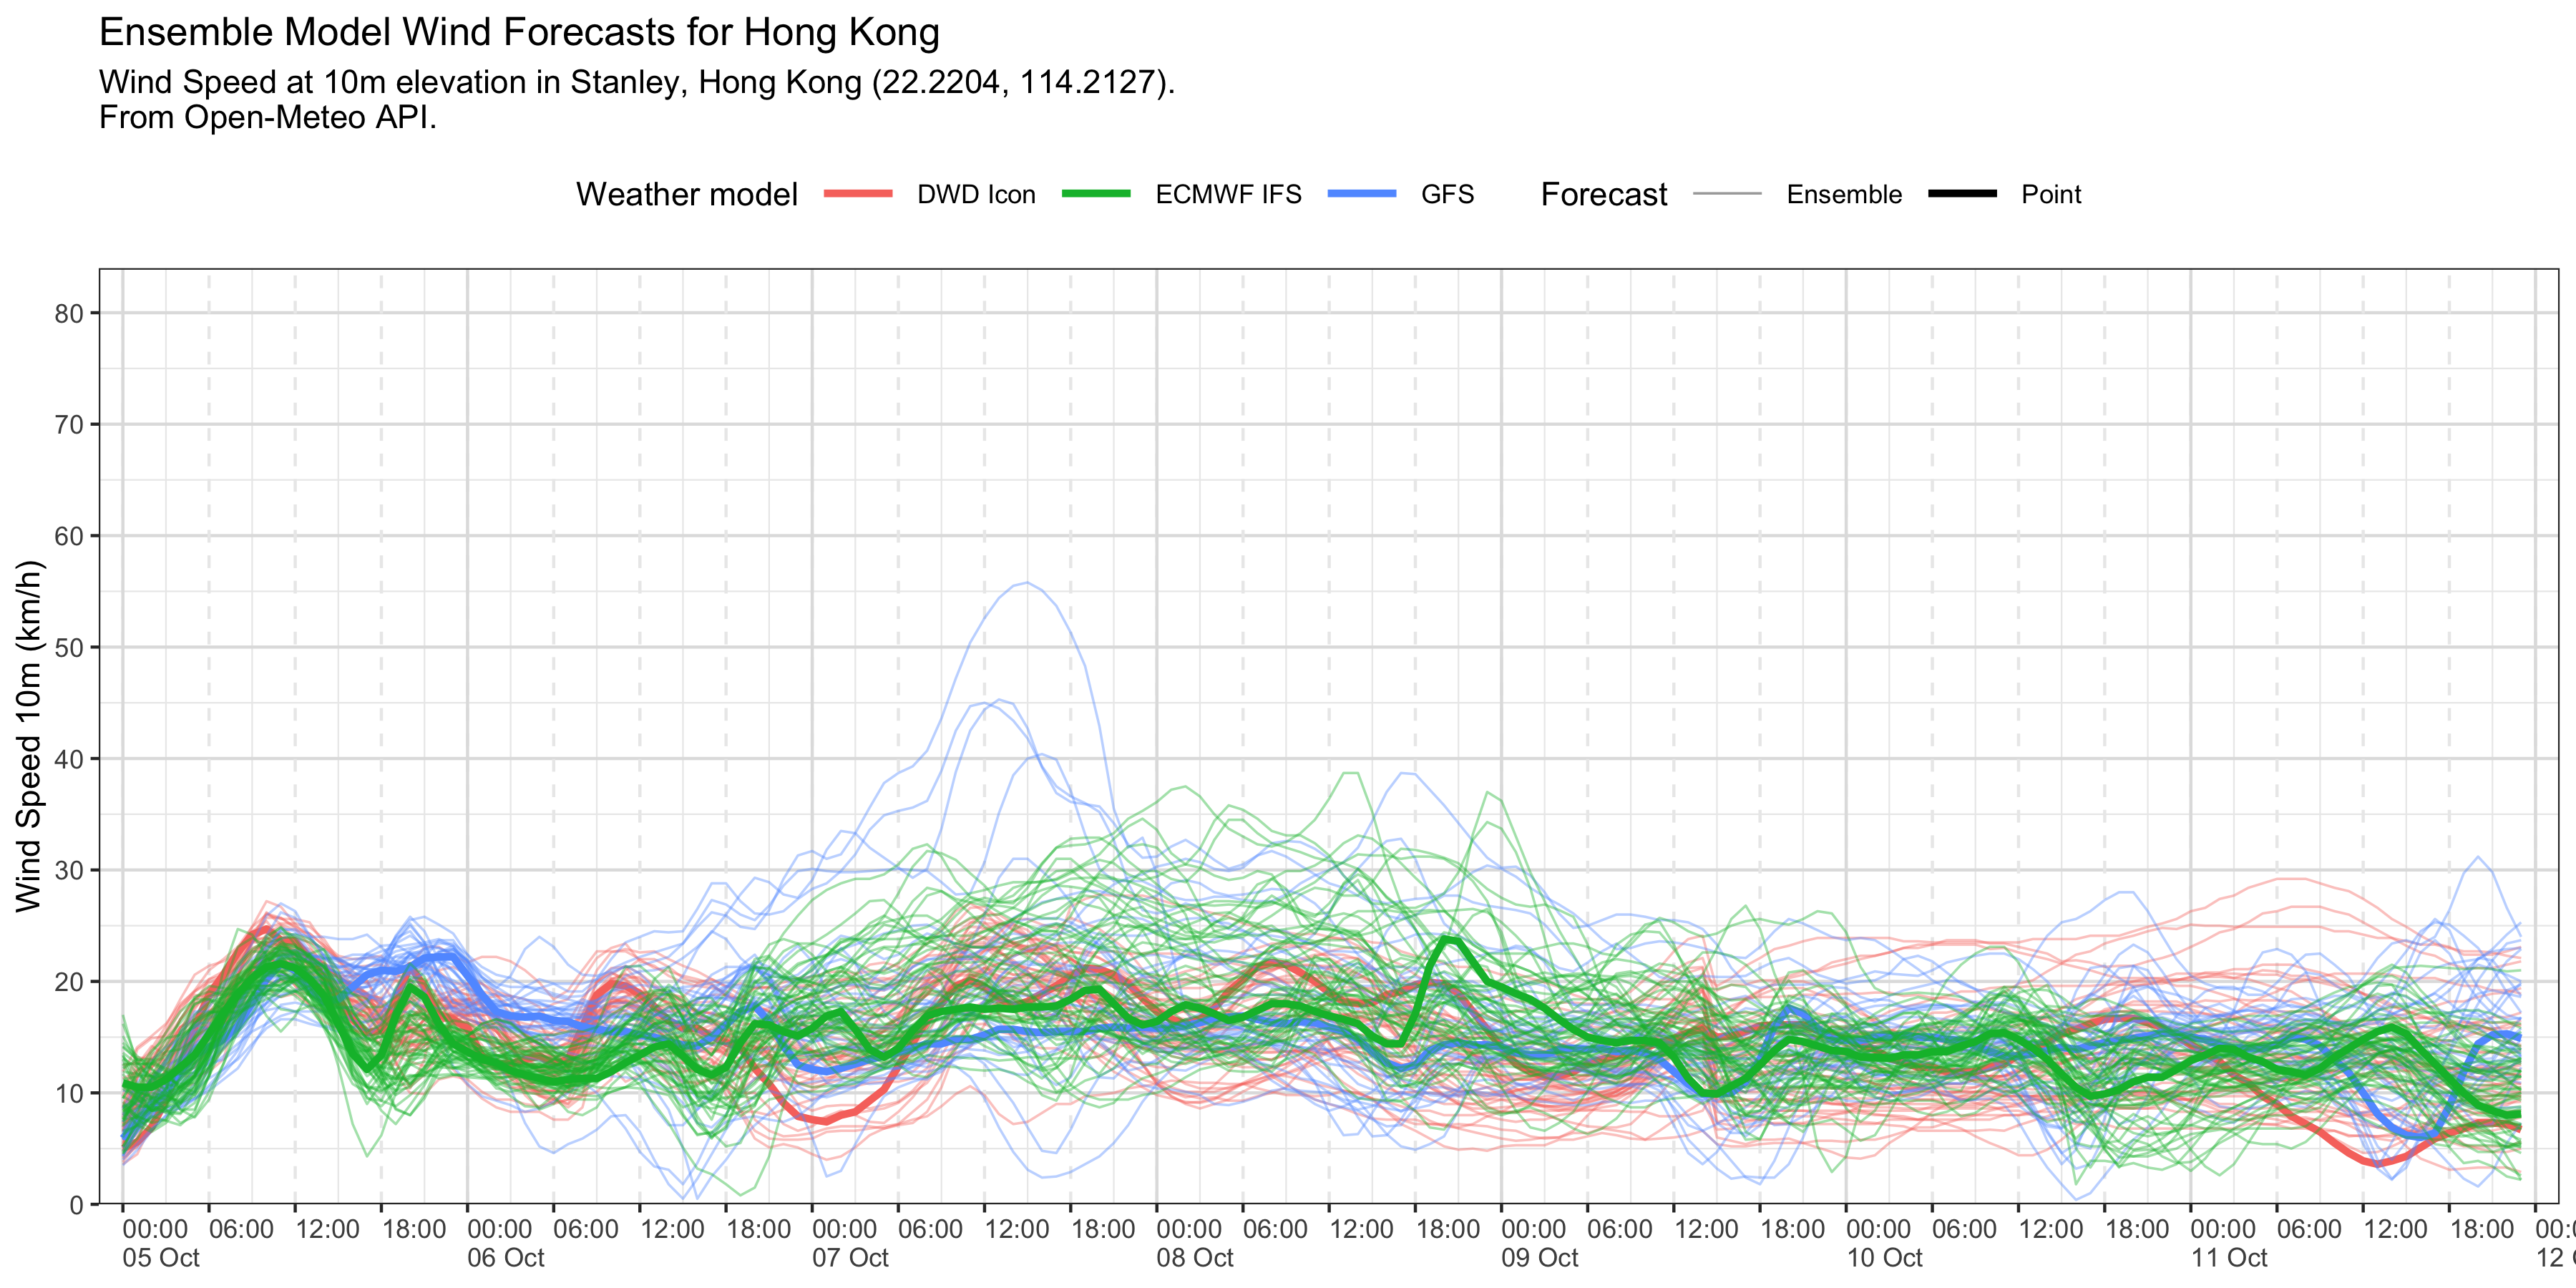 Ensemble Model Wind Forecasts for Hong Kong
Wind Speed at 10m elevation in Stanley, Hong Kong (22.2204, 114.2127).
From Open-Meteo API.
Weather model DWD Icon ECMWF IFS GFS Forecast Ensemble Point
Wind Speed 10m (km/h)
80
70
60
50
40
30
20
10
0
00:00 06:00 12:00 18:00 00:00 06:00 12:00 18:00 00:00 06:00 12:00 18:00 00:00 06:00 12:00 18:00 00:00 06:00 12:00 18:00 00:00 06:00 12:00 18:00 00:00 06:00 12:00 18:00 00:0
05 Oct 06 Oct 07 Oct 08 Oct 09 Oct 10 Oct 11 Oct 12